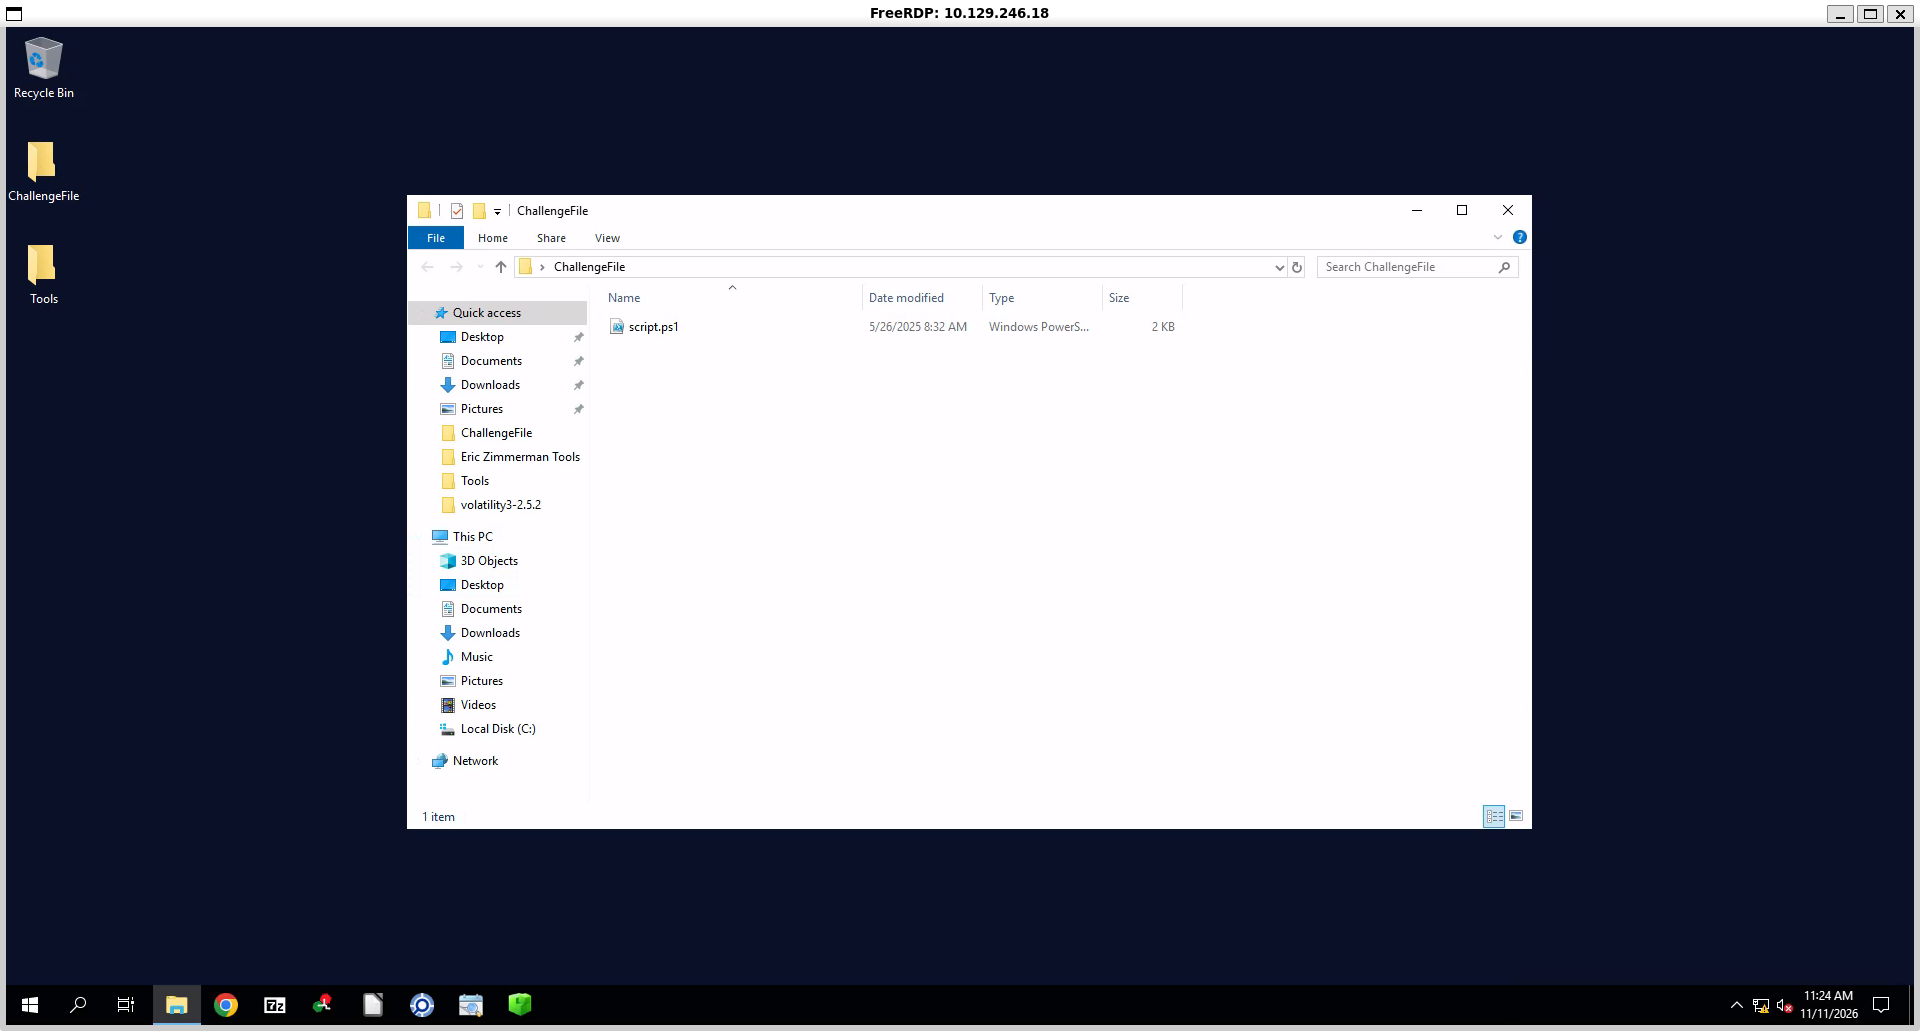 FreeRDP: 10.129.246.18
Recycle Bin
ChallengeFile
Tools
ChallengeFile
File Home Share View
ChallengeFile
Search ChallengeFile
Name Date modified Type Size
script.ps1 5/26/2025 8:32 AM Windows PowerS... 2 KB
Quick access
Desktop
Documents
Downloads
Pictures
ChallengeFile
Eric Zimmerman Tools
Tools
volatility3-2.5.2
This PC
3D Objects
Desktop
Documents
Downloads
Music
Pictures
Videos
Local Disk (C:)
Network
1 item
7z
11:24 AM
11/11/2026